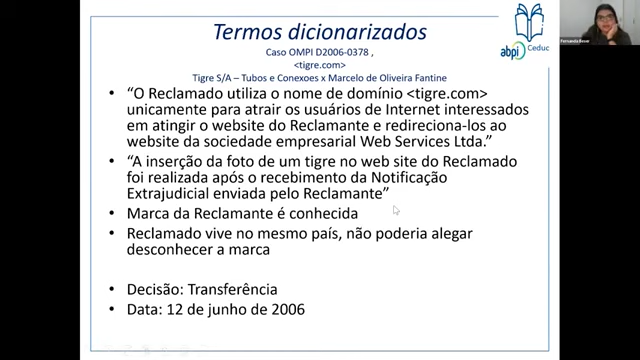 Termos dicionarizados
Caso OMPI D2006-0378 ,
<tigre.com>
Tigre S/A – Tubos e Conexoes x Marcelo de Oliveira Fantine
• “O Reclamado utiliza o nome de domínio <tigre.com>
unicamente para atrair os usuários de Internet interessados
em atingir o website do Reclamante e redireciona-los ao
website da sociedade empresarial Web Services Ltda.”
• “A inserção da foto de um tigre no web site do Reclamado
foi realizada após o recebimento da Notificação
Extrajudicial enviada pelo Reclamante”
• Marca da Reclamante é conhecida
• Reclamado vive no mesmo país, não poderia alegar
desconhecer a marca
• Decisão: Transferência
• Data: 12 de junho de 2006
abpi Ceduc
Fernanda